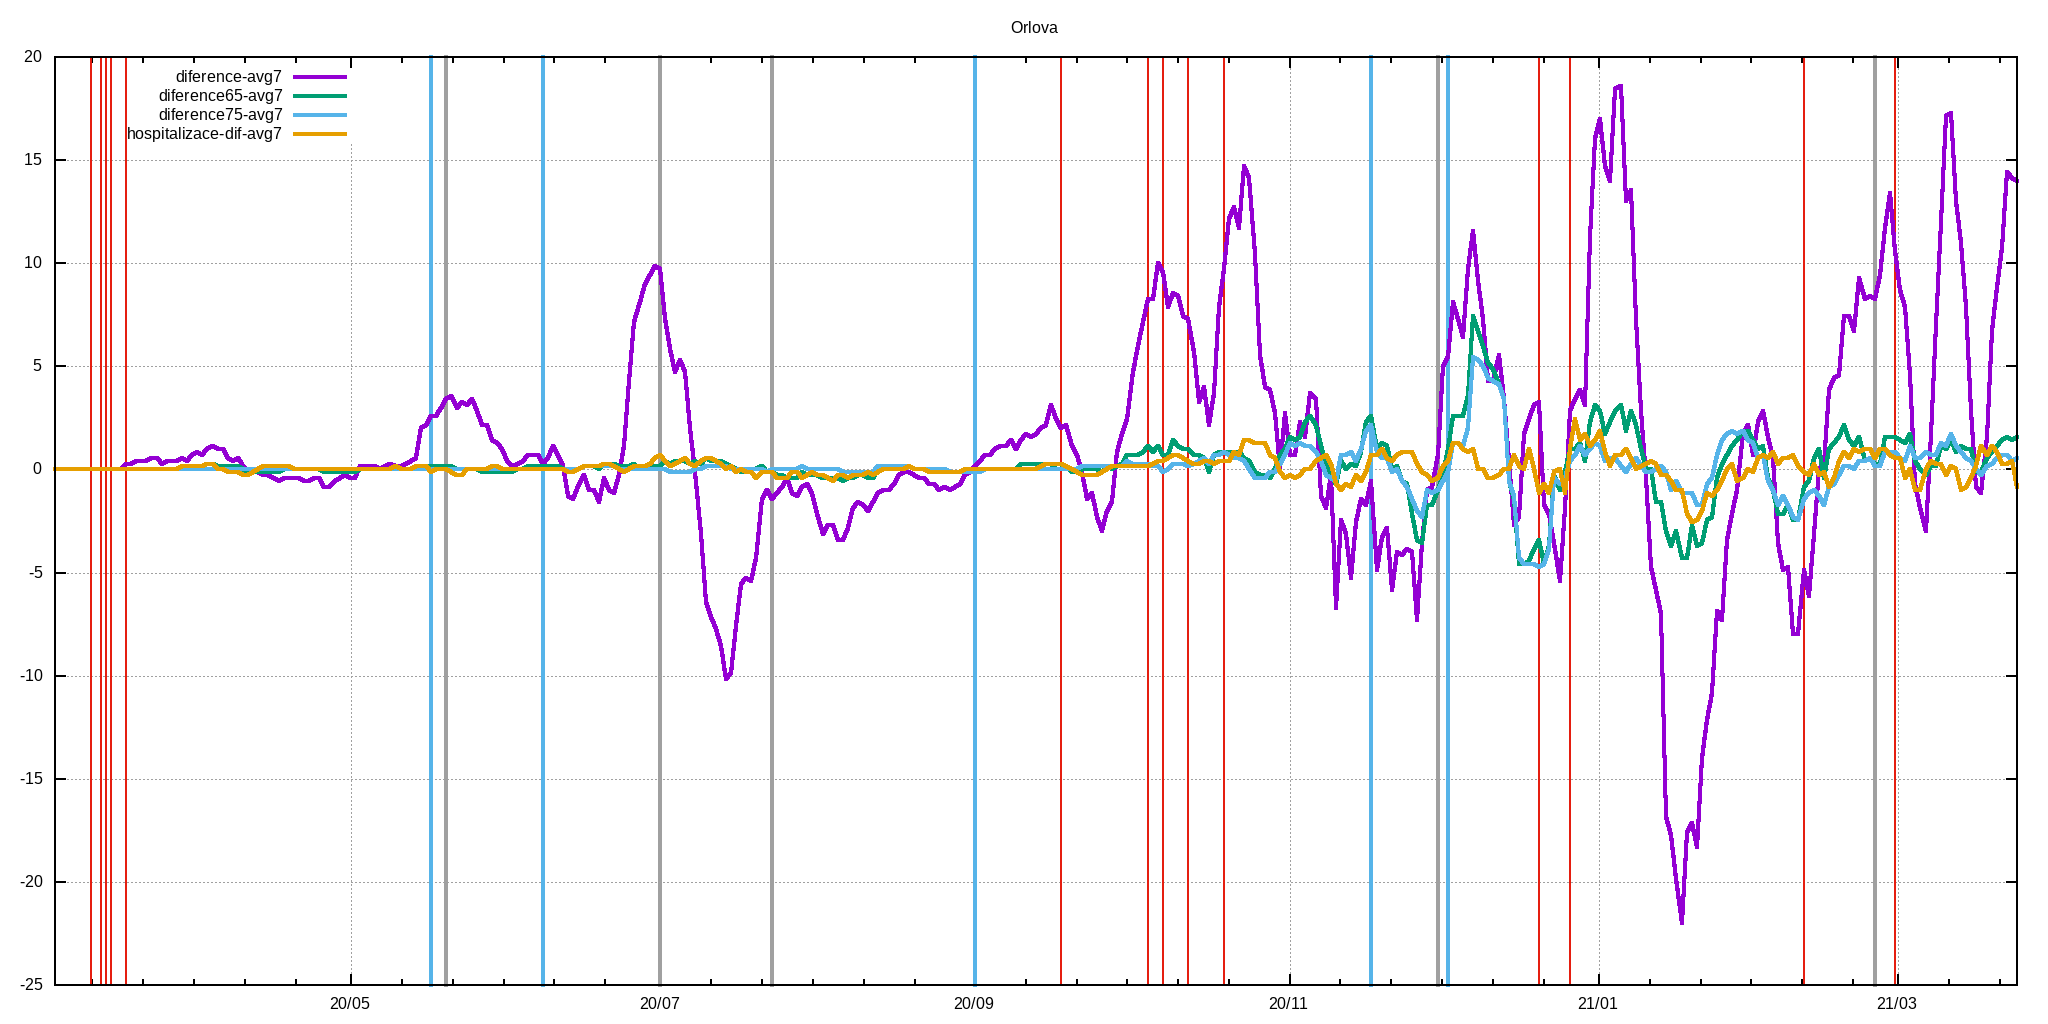 Orlova
diference-avg7
diference65-avg7
diference75-avg7
hospitalizace-dif-avg7
20
15
10
5
0
-5
-10
-15
-20
-25
20/05 20/07 20/09 20/11 21/01 21/03